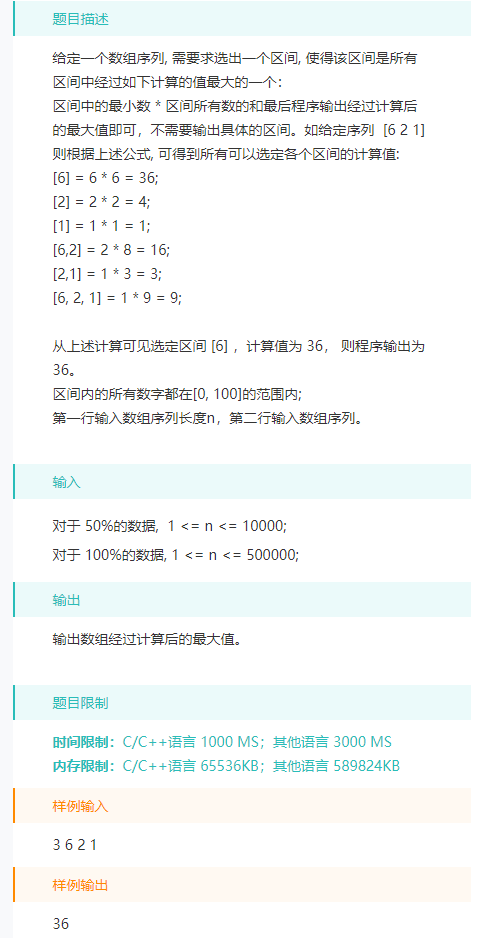 题目描述
给定一个数组序列, 需要求选出一个区间, 使得该区间是所有
区间中经过如下计算的值最大的一个：
区间中的最小数 * 区间所有数的和最后程序输出经过计算后
的最大值即可，不需要输出具体的区间。如给定序列 [6 2 1]
则根据上述公式, 可得到所有可以选定各个区间的计算值:
[6] = 6 * 6 = 36;
[2] = 2 * 2 = 4;
[1] = 1 * 1 = 1;
[6,2] = 2 * 8 = 16;
[2,1] = 1 * 3 = 3;
[6, 2, 1] = 1 * 9 = 9;
从上述计算可见选定区间 [6] ，计算值为 36， 则程序输出为
36。
区间内的所有数字都在[0, 100]的范围内;
第一行输入数组序列长度n，第二行输入数组序列。
输入
对于 50%的数据, 1 <= n <= 10000;
对于 100%的数据, 1 <= n <= 500000;
输出
输出数组经过计算后的最大值。
题目限制
时间限制：C/C++语言 1000 MS；其他语言 3000 MS
内存限制：C/C++语言 65536KB；其他语言 589824KB
样例输入
3 6 2 1
样例输出
36